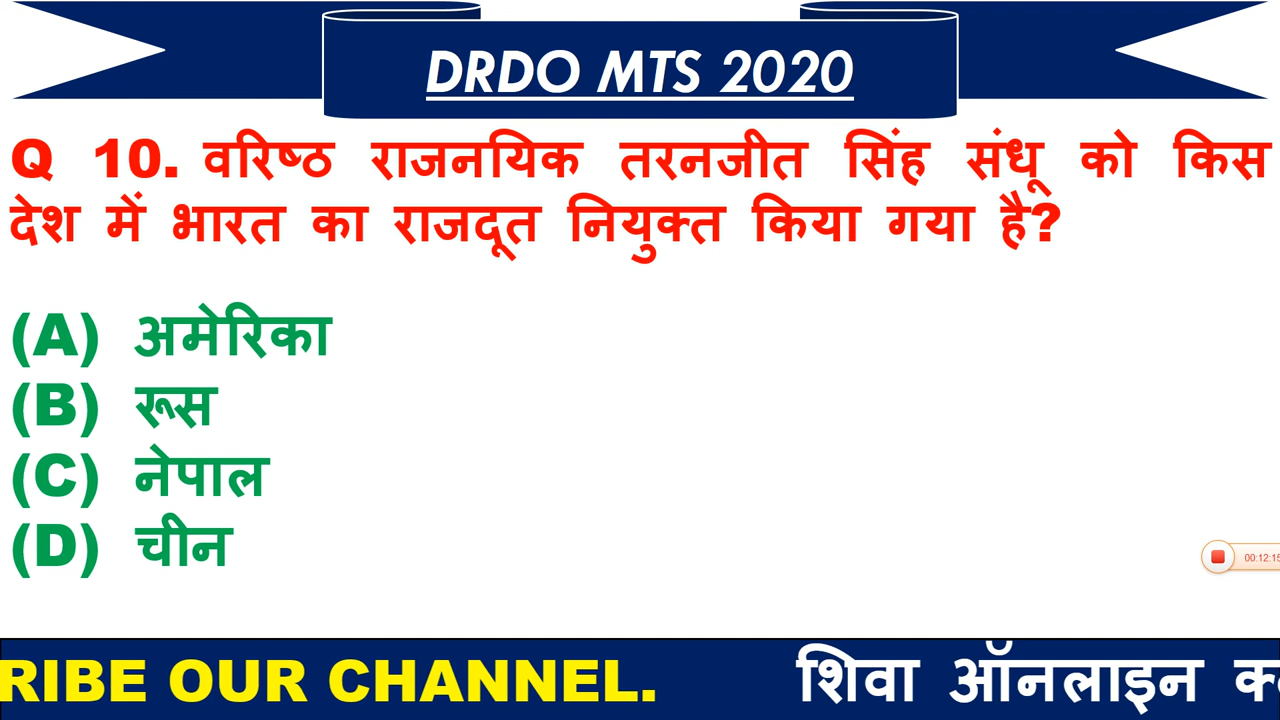 DRDO MTS 2020
Q 10. वरिष्ठ राजनयिक तरनजीत सिंह संधू को किस
देश में भारत का राजदूत नियुक्त किया गया है?
(A) अमेरिका
(B) रूस
(C) नेपाल
(D) चीन
00:12:15
RIBE OUR CHANNEL. शिवा ऑनलाइन